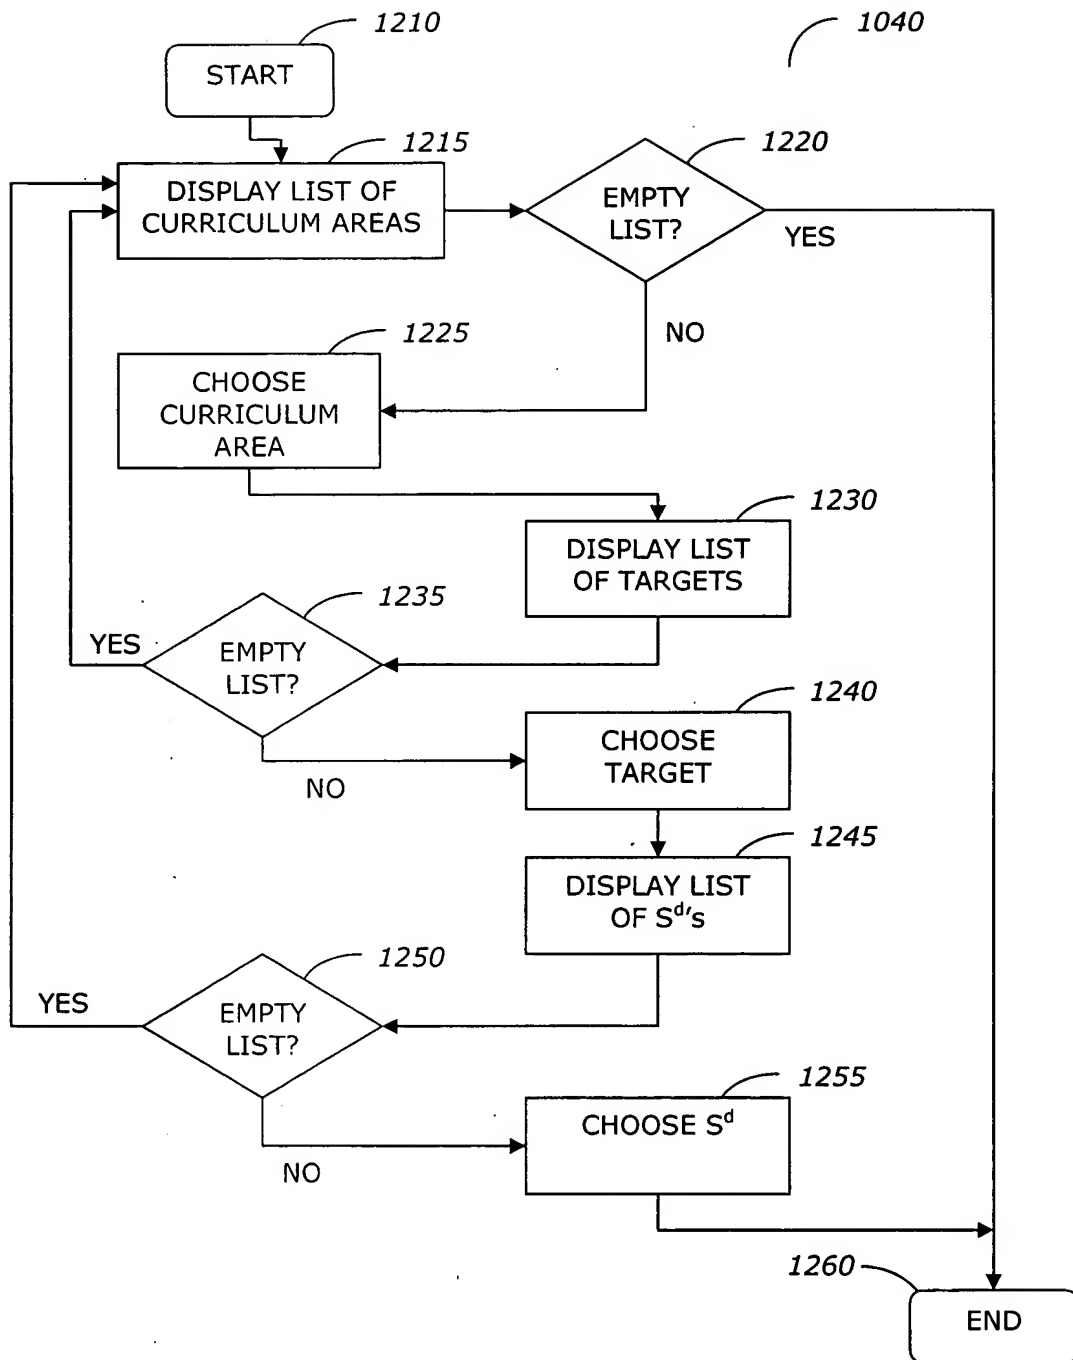 1210
1040
START
1215
1220
DISPLAY LIST OF
CURRICULUM AREAS
EMPTY
LIST?
YES
NO
1225
CHOOSE
CURRICULUM
AREA
1230
DISPLAY LIST
OF TARGETS
1235
YES
EMPTY
LIST?
NO
1240
CHOOSE
TARGET
1245
DISPLAY LIST
OF Sᵈ's
1250
YES
EMPTY
LIST?
NO
1255
CHOOSE Sᵈ
1260
END